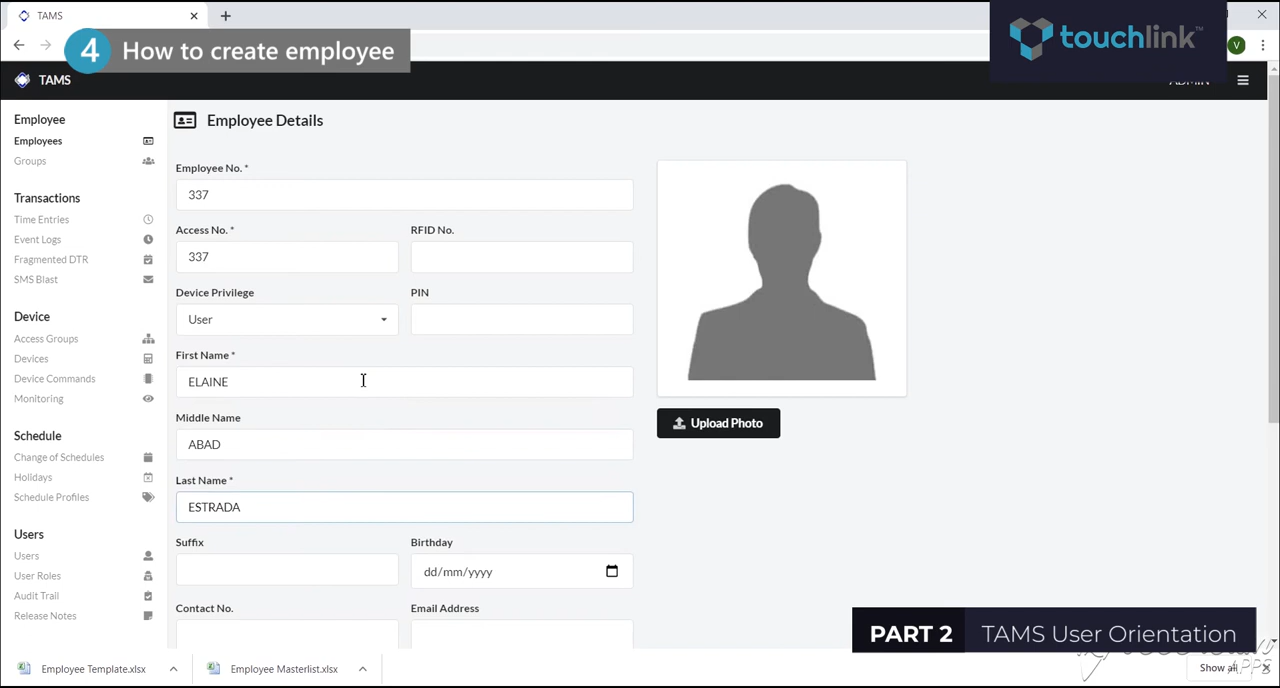 TAMS
4 How to create employee
touchlink™
V
TAMS
Employee
Employees
Groups
Transactions
Time Entries
Event Logs
Fragmented DTR
SMS Blast
Device
Access Groups
Devices
Device Commands
Monitoring
Schedule
Change of Schedules
Holidays
Schedule Profiles
Users
Users
User Roles
Audit Trail
Release Notes
Employee Details
Employee No. *
337
Access No. *
RFID No.
337
Device Privilege
PIN
User
First Name *
ELAINE
Middle Name
ABAD
Last Name *
ESTRADA
Suffix
Birthday
dd/mm/yyyy
Contact No.
Email Address
Upload Photo
PART 2 TAMS User Orientation
APPS
Employee Template.xlsx
Employee Masterlist.xlsx
Show all